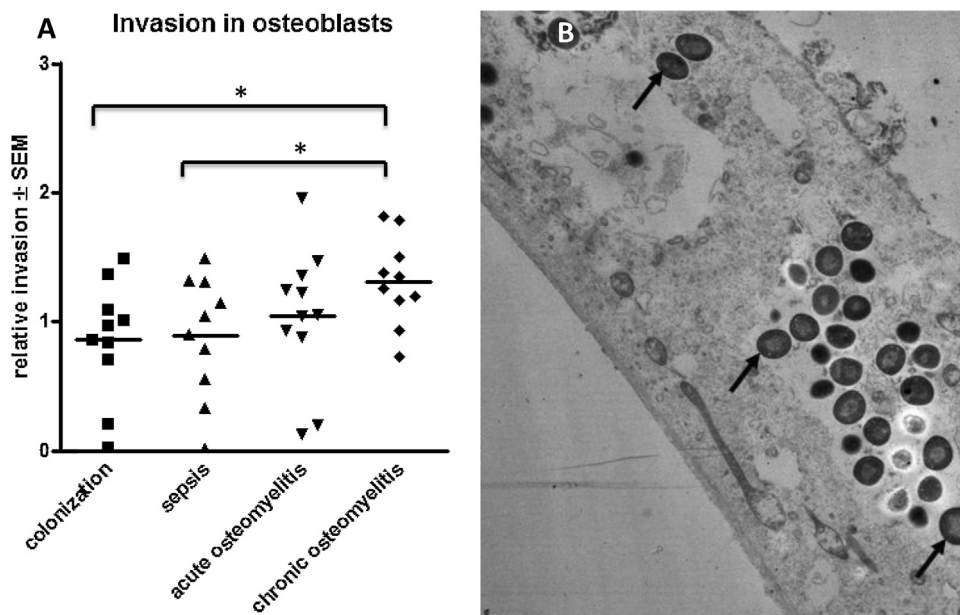 A
Invasion in osteoblasts
relative invasion ± SEM
3
2
1
0
*
*
colonization
sepsis
acute osteomyelitis
chronic osteomyelitis
B